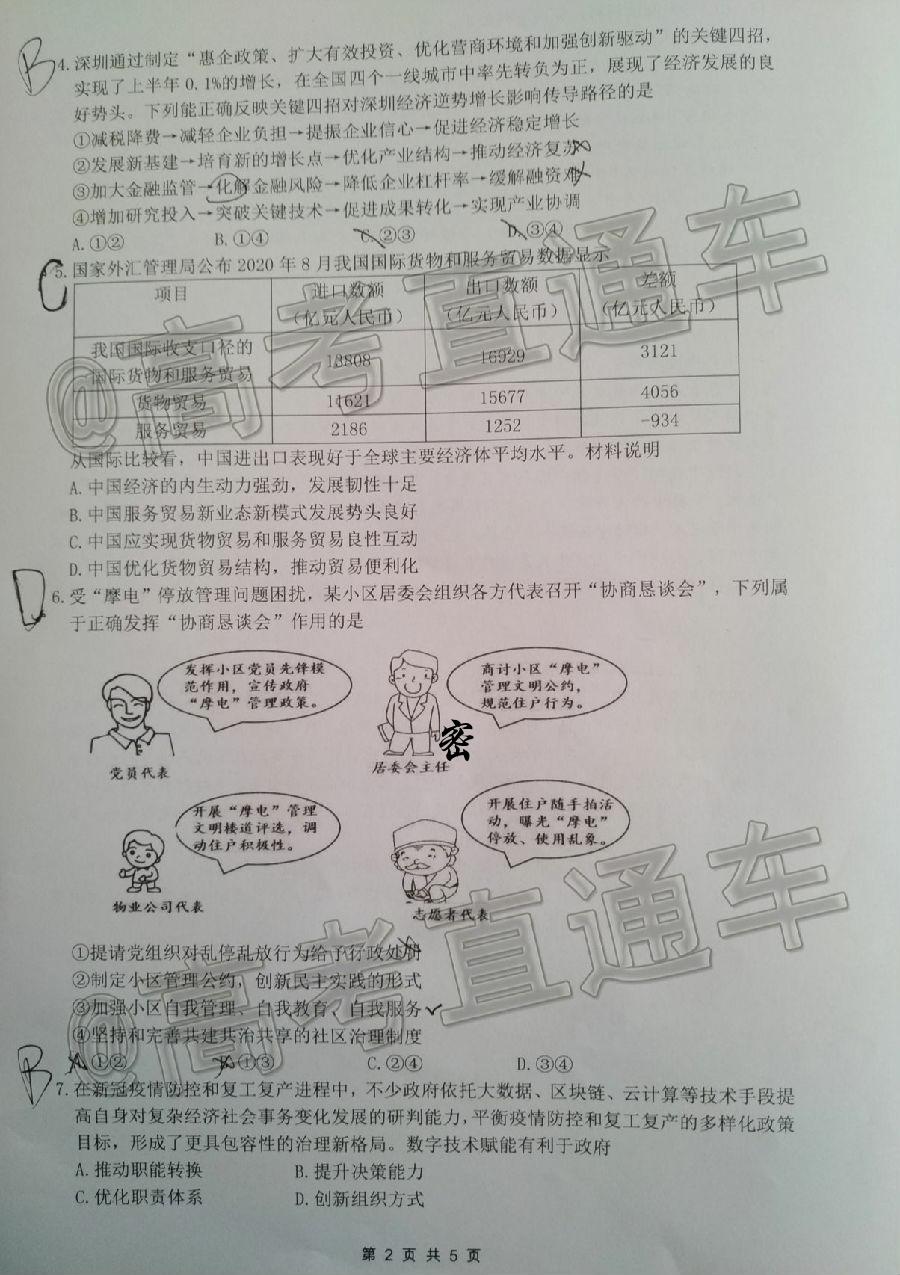 B
4.深圳通过制定“惠企政策、扩大有效投资、优化营商环境和加强创新驱动”的关键四招，
实现了上半年0.1%的增长，在全国四个一线城市中率先转负为正，展现了经济发展的良
好势头。下列能正确反映关键四招对深圳经济逆势增长影响传导路径的是
①减税降费→减轻企业负担→提振企业信心→促进经济稳定增长
②发展新基建→培育新的增长点→优化产业结构→推动经济复苏
③加大金融监管→化解金融风险→降低企业杠杆率→缓解融资难
④增加研究投入→突破关键技术→促进成果转化→实现产业协调
A.①② B.①④ C.②③ D.③④
C
5.国家外汇管理局公布2020年8月我国国际货物和服务贸易数据显示
项目 进口数额（亿元人民币） 出口数额（亿元人民币） 差额（亿元人民币）
我国国际收支口径的国际货物和服务贸易 13808 16929 3121
货物贸易 11621 15677 4056
服务贸易 2186 1252 -934
从国际比较看，中国进出口表现好于全球主要经济体平均水平。材料说明
A.中国经济的内生动力强劲，发展韧性十足
B.中国服务贸易新业态新模式发展势头良好
C.中国应实现货物贸易和服务贸易良性互动
D.中国优化货物贸易结构，推动贸易便利化
D
6.受“摩电”停放管理问题困扰，某小区居委会组织各方代表召开“协商恳谈会”，下列属
于正确发挥“协商恳谈会”作用的是
发挥小区党员先锋模
范作用，宣传政府
“摩电”管理政策。
党员代表
商讨小区“摩电”
管理文明公约，
规范住户行为。
密
居委会主任
开展“摩电”管理
文明楼道评选，调
动住户积极性。
物业公司代表
开展住户随手拍活
动，曝光“摩电”
停放、使用乱象。
志愿者代表
①提请党组织对乱停乱放行为给予行政处罚
②制定小区管理公约，创新民主实践的形式
③加强小区自我管理、自我教育、自我服务
④坚持和完善共建共治共享的社区治理制度
A.①② B.①③ C.②④ D.③④
B
7.在新冠疫情防控和复工复产进程中，不少政府依托大数据、区块链、云计算等技术手段提
高自身对复杂经济社会事务变化发展的研判能力，平衡疫情防控和复工复产的多样化政策
目标，形成了更具包容性的治理新格局。数字技术赋能有利于政府
A.推动职能转换 B.提升决策能力
C.优化职责体系 D.创新组织方式
第 2 页 共 5 页
@高考直通车
@高考直通车